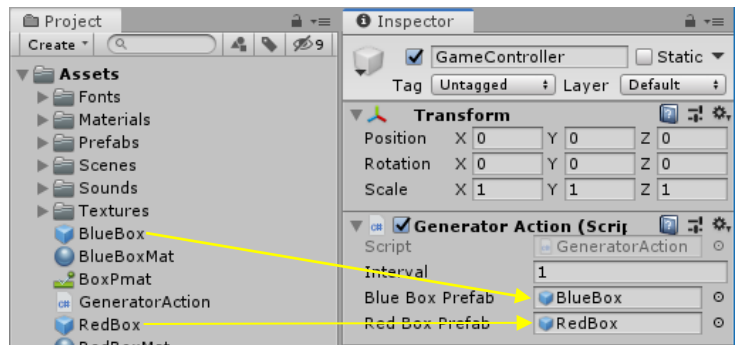 Project
Create
9
Assets
Fonts
Materials
Prefabs
Scenes
Sounds
Textures
BlueBox
BlueBoxMat
BoxPmat
GeneratorAction
RedBox
RedBoxMat
Inspector
GameController Static
Tag Untagged Layer Default
Transform
Position X 0 Y 0 Z 0
Rotation X 0 Y 0 Z 0
Scale X 1 Y 1 Z 1
c# Generator Action (Scrip
Script GeneratorAction
Interval 1
Blue Box Prefab BlueBox
Red Box Prefab RedBox